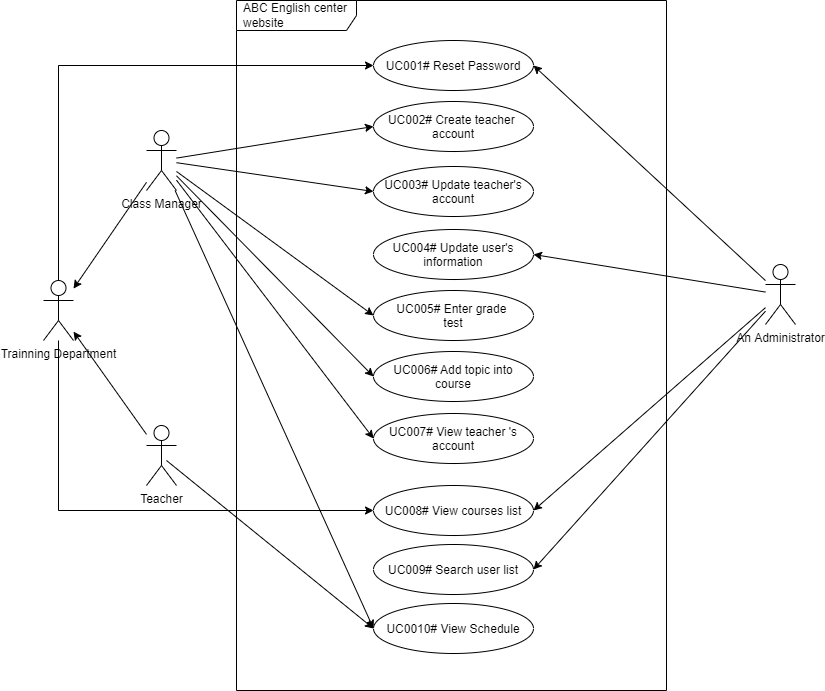 ABC English center
website
UC001# Reset Password
UC002# Create teacher
account
Class Manager
UC003# Update teacher's
account
UC004# Update user's
information
UC005# Enter grade
test
An Administrator
Trainning Department
UC006# Add topic into
course
UC007# View teacher 's
account
Teacher
UC008# View courses list
UC009# Search user list
UC0010# View Schedule